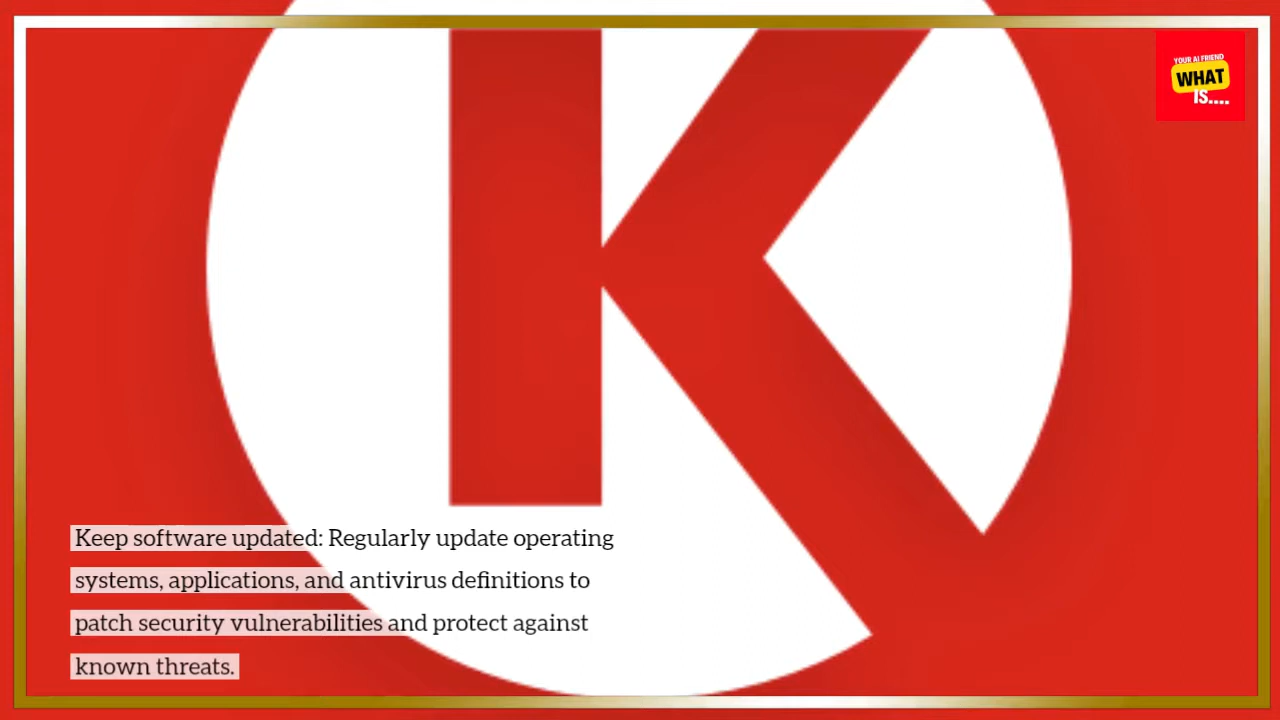 YOUR AI FRIEND
WHAT
IS....
K
Keep software updated: Regularly update operating
systems, applications, and antivirus definitions to
patch security vulnerabilities and protect against
known threats.